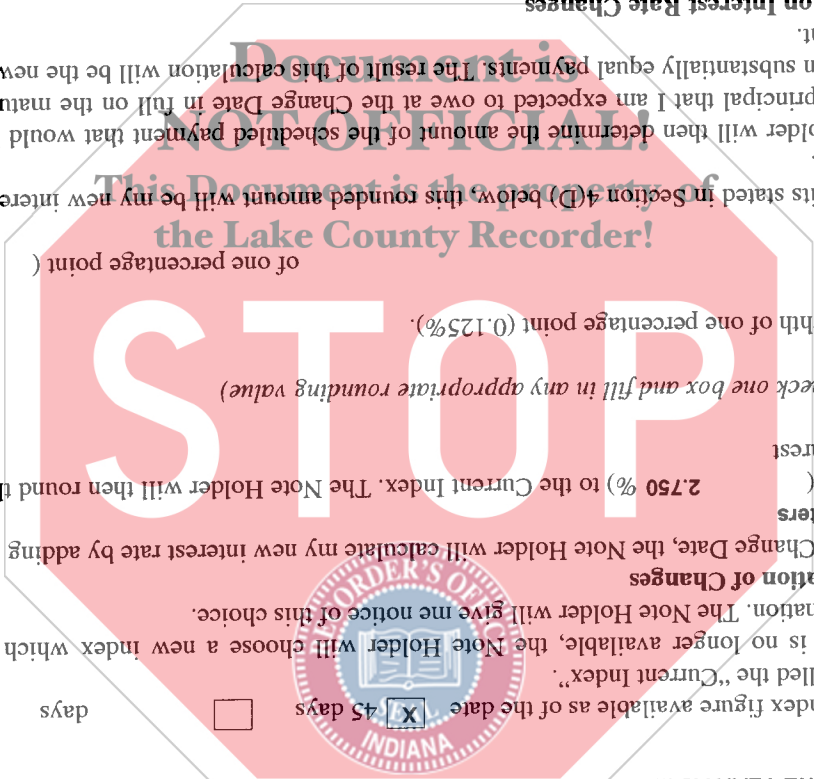 ndex figure available as of the date X 45 days days
lled the "Current Index".
is no longer available, the Note Holder will choose a new index which
nation. The Note Holder will give me notice of this choice.
ation of Changes
Change Date, the Note Holder will calculate my new interest rate by adding
ters
( 2.750 %) to the Current Index. The Note Holder will then round th
rest
eck one box and fill in any appropriate rounding value)
hth of one percentage point (0.125%).
of one percentage point (
its stated in Section 4(D) below, this rounded amount will be my new intere
older will then determine the amount of the scheduled payment that would
principal that I am expected to owe at the Change Date in full on the matu
n substantially equal payments. The result of this calculation will be the new
nt.
on Interest Rate Changes
Document is
NOT OFFICIAL!
This Document is the property of
the Lake County Recorder!
STOP
RECORDER'S OFFICE
SEAL
INDIANA